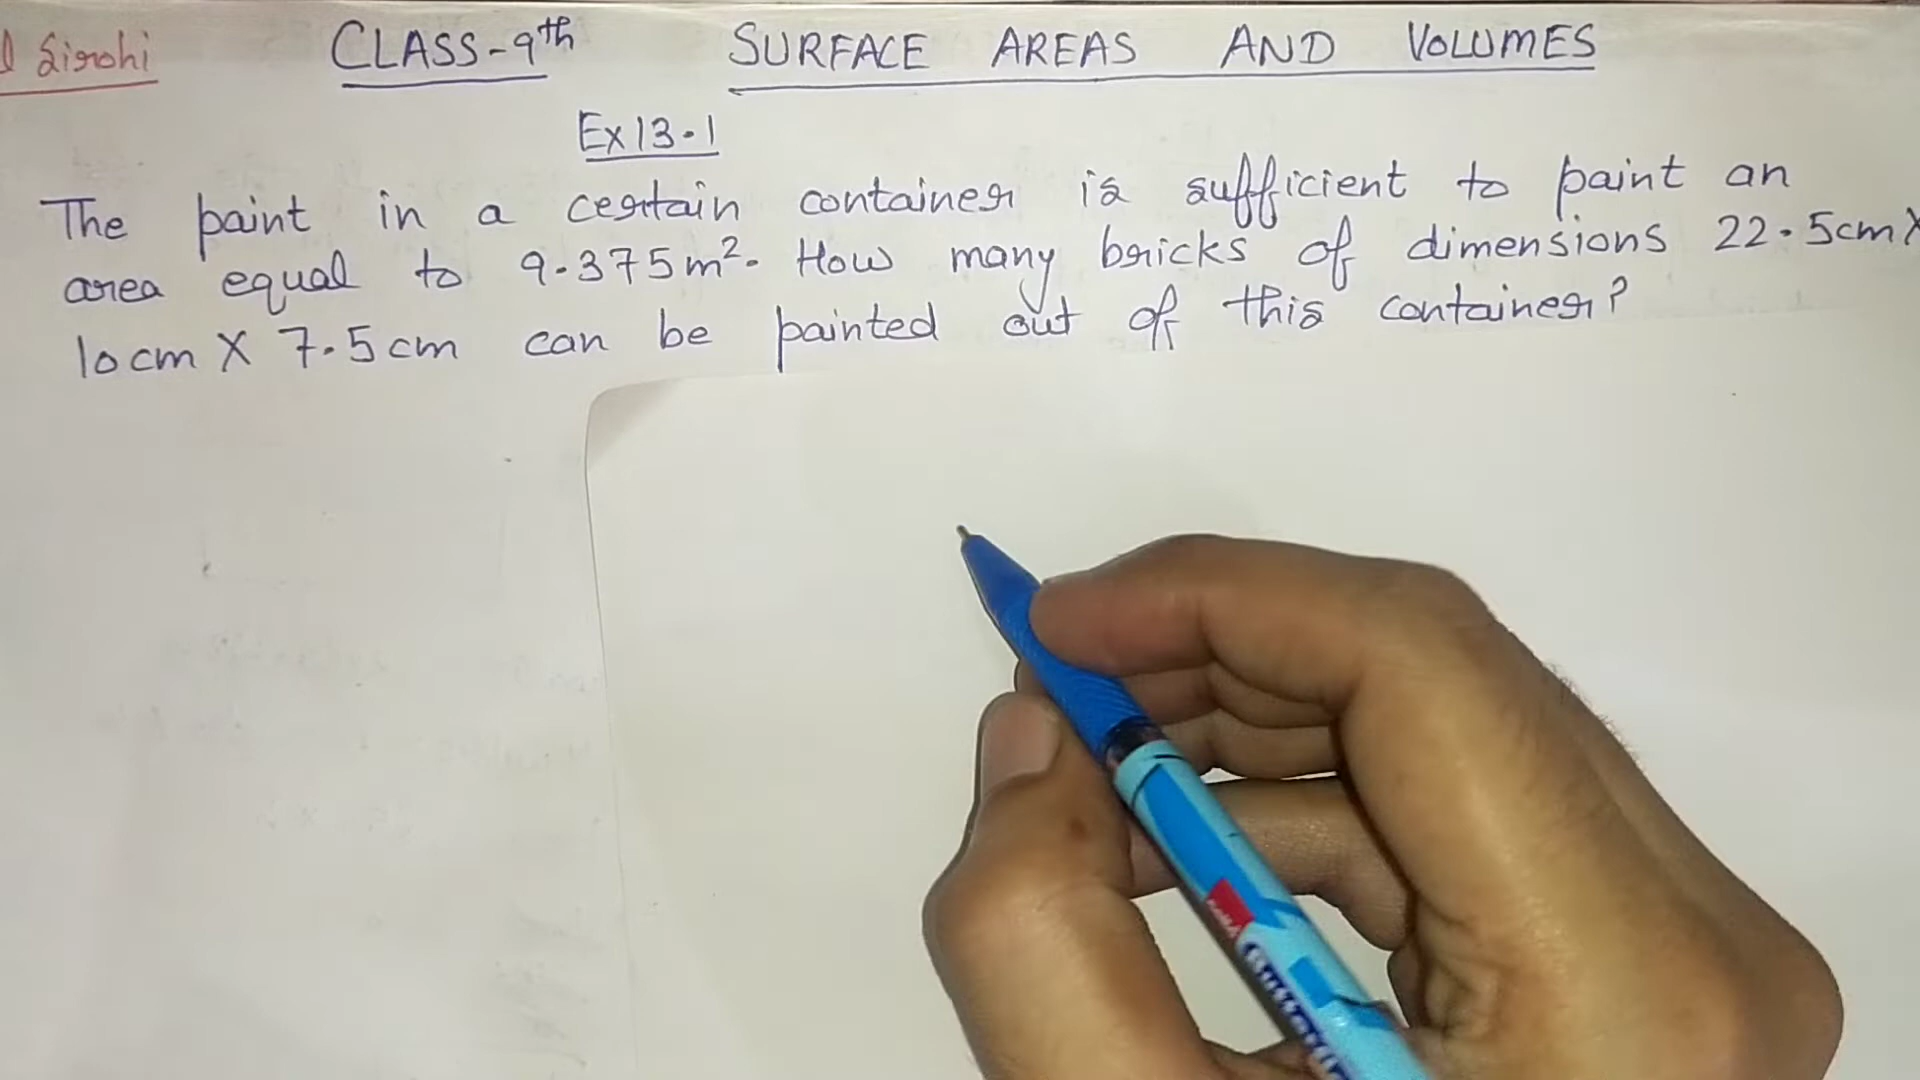 Sirohi CLASS-9th SURFACE AREAS AND VOLUMES
Ex 13.1
The paint in a certain container is sufficient to paint an
area equal to 9.375m². How many bricks of dimensions 22.5cm X
10cm X 7.5cm can be painted out of this container?